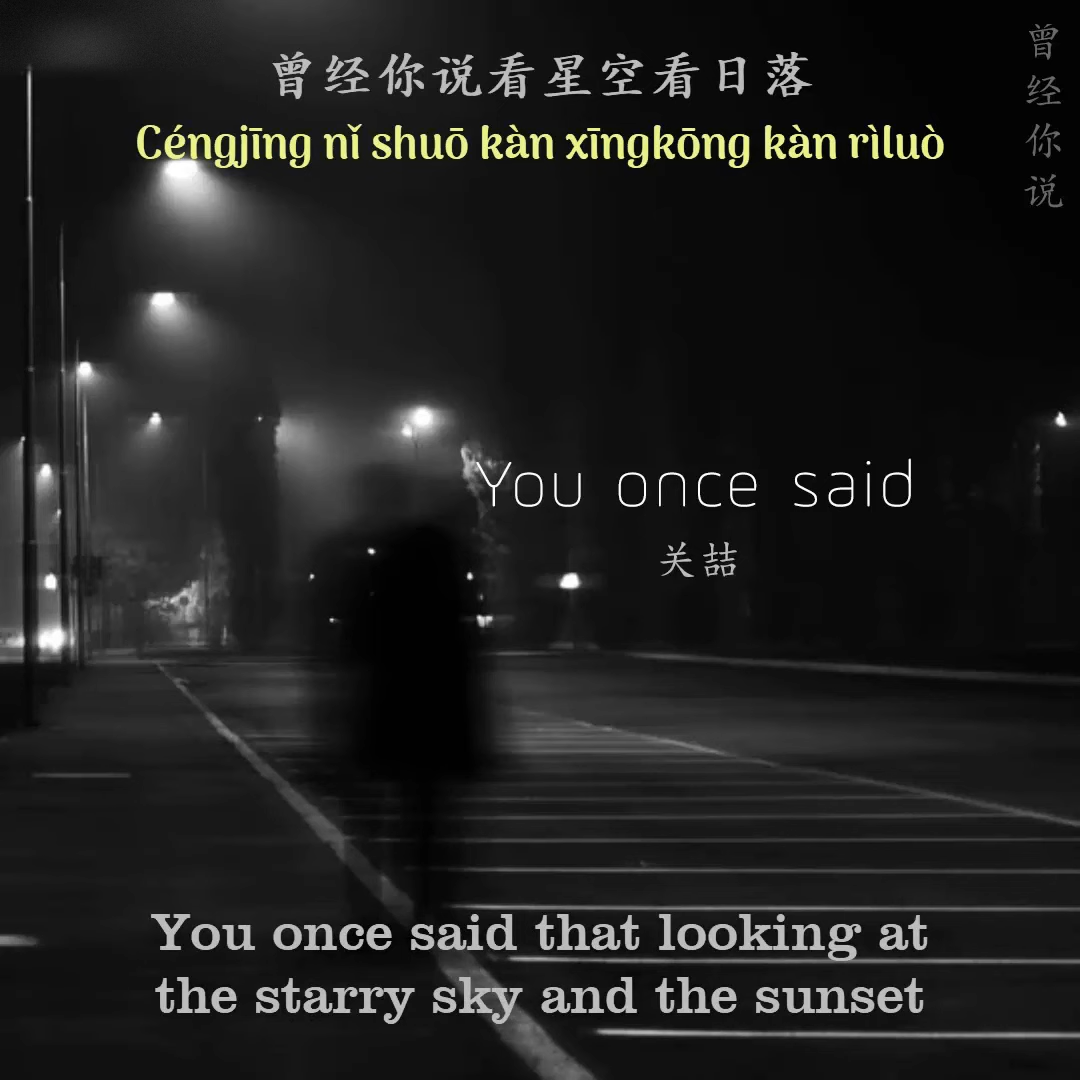 曾经你说看星空看日落
Céngjīng nǐ shuō kàn xīngkōng kàn rìluò
曾经你说
You once said
关喆
You once said that looking at
the starry sky and the sunset